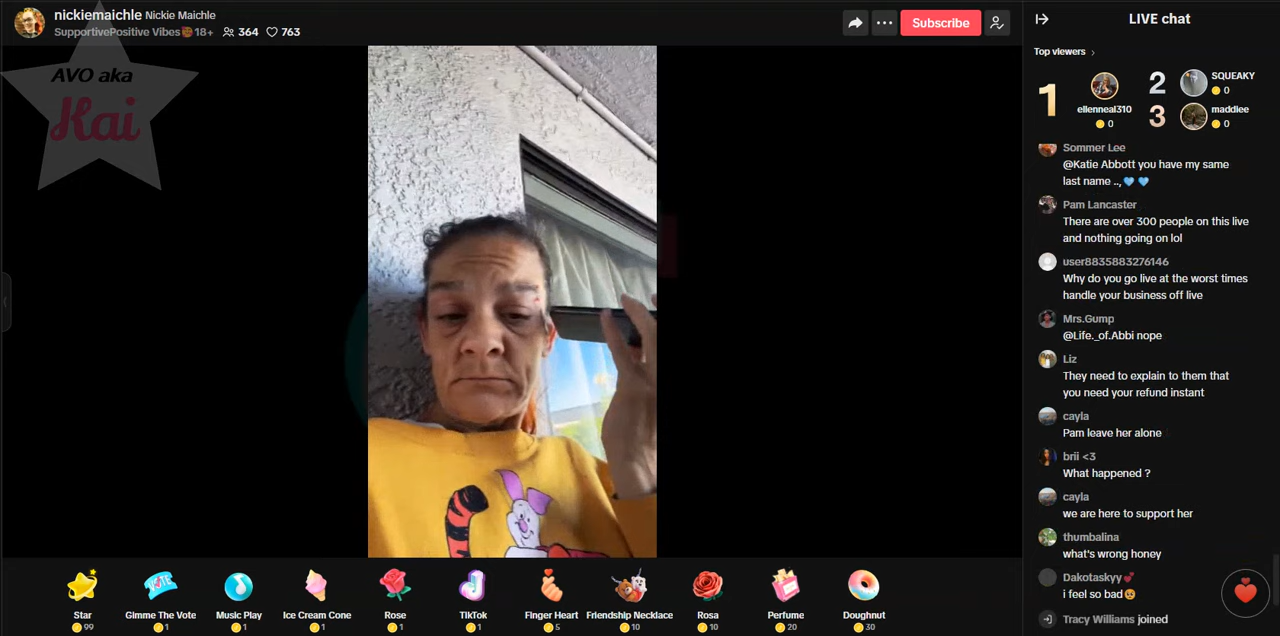 nickiemaichle Nickie Maichle
SupportivePositive Vibes 18+ 364 763
Subscribe
AVO aka
Kai
LIVE chat
Top viewers
1
ellenneal310
0
2
SQUEAKY
0
3
maddlee
0
Sommer Lee
@Katie Abbott you have my same
last name ..,
Pam Lancaster
There are over 300 people on this live
and nothing going on lol
user8835883276146
Why do you go live at the worst times
handle your business off live
Mrs.Gump
@Life._of.Abbi nope
Liz
They need to explain to them that
you need your refund instant
cayla
Pam leave her alone
brii <3
What happened ?
cayla
we are here to support her
thumbalina
what's wrong honey
Dakotaskyy
i feel so bad
Tracy Williams joined
Star
99
Gimme The Vote
1
Music Play
1
Ice Cream Cone
1
Rose
1
TikTok
1
Finger Heart
5
Friendship Necklace
10
Rosa
10
Perfume
20
Doughnut
30